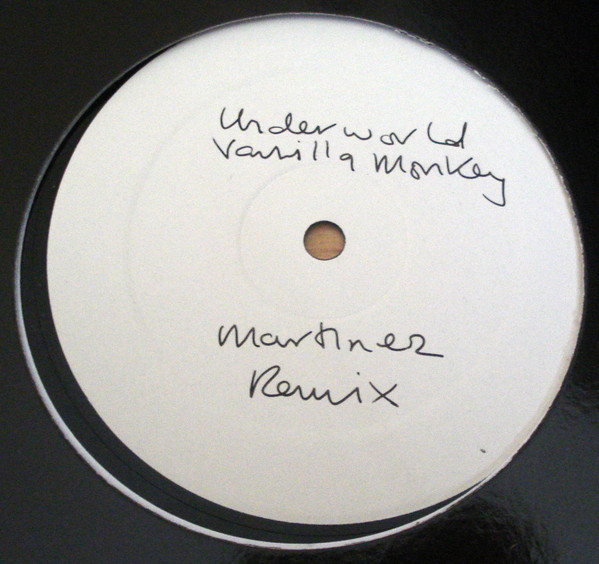 Underworld
Vanilla Monkey
Martinez
Remix